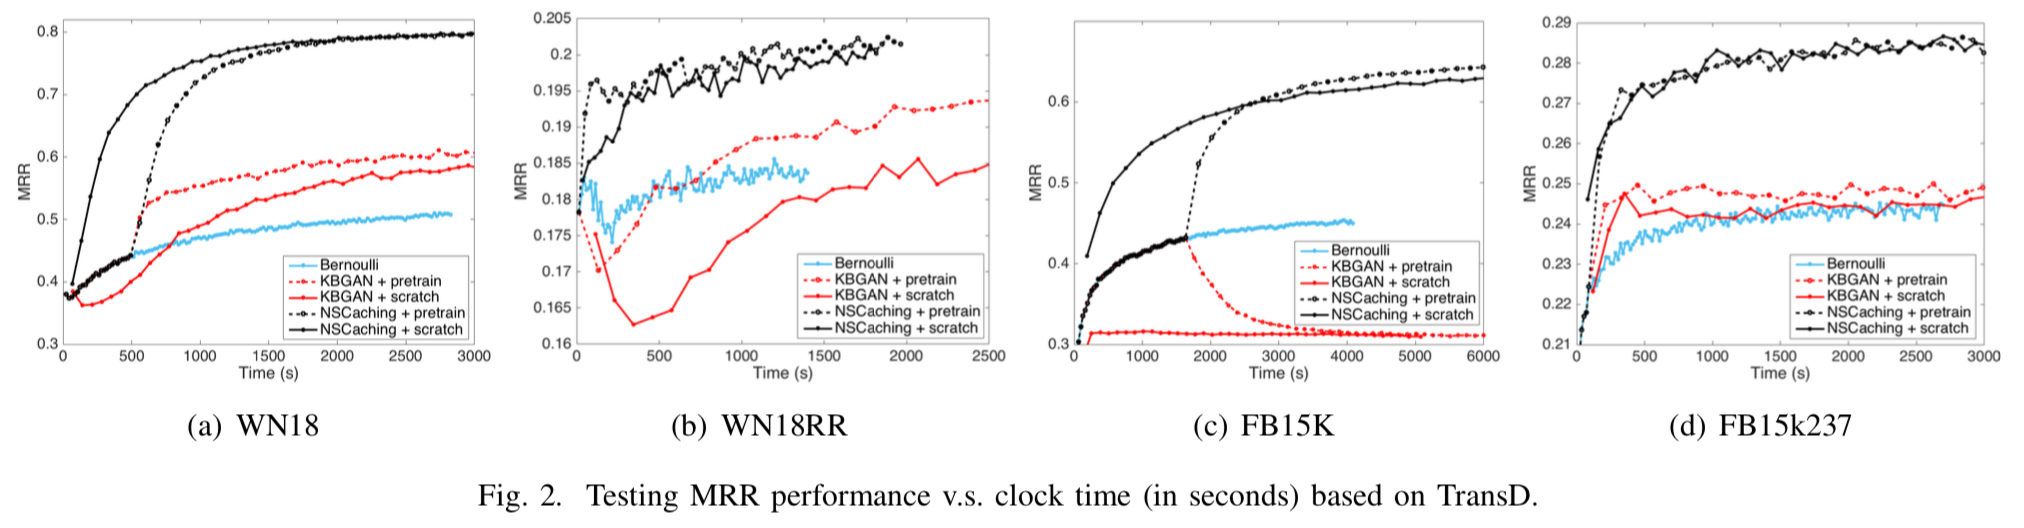 0.8
0.7
0.6
0.5
0.4
0.3
MRR
0
500
1000
1500
2000
2500
3000
Time (s)
Bernoulli
KBGAN + pretrain
KBGAN + scratch
NSCaching + pretrain
NSCaching + scratch
(a) WN18
0.205
0.2
0.195
0.19
0.185
0.18
0.175
0.17
0.165
0.16
MRR
0
500
1000
1500
2000
2500
Time (s)
Bernoulli
KBGAN + pretrain
KBGAN + scratch
NSCaching + pretrain
NSCaching + scratch
(b) WN18RR
0.6
0.5
0.4
0.3
MRR
0
1000
2000
3000
4000
5000
6000
Time (s)
Bernoulli
KBGAN + pretrain
KBGAN + scratch
NSCaching + pretrain
NSCaching + scratch
(c) FB15K
0.29
0.28
0.27
0.26
0.25
0.24
0.23
0.22
0.21
MRR
0
500
1000
1500
2000
2500
3000
Time (s)
Bernoulli
KBGAN + pretrain
KBGAN + scratch
NSCaching + pretrain
NSCaching + scratch
(d) FB15k237
Fig. 2. Testing MRR performance v.s. clock time (in seconds) based on TransD.